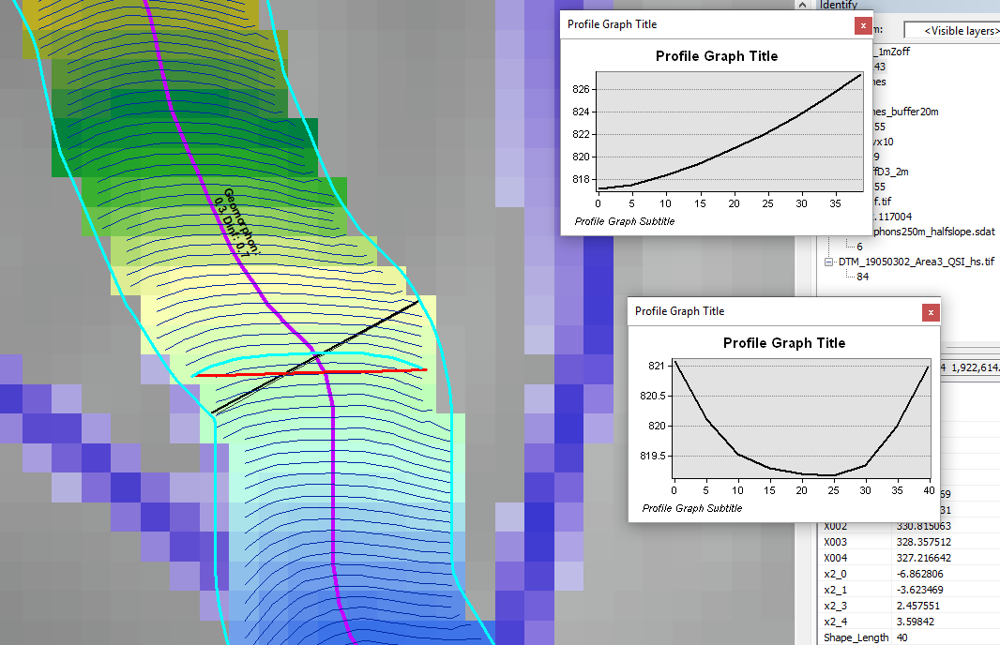 Identify
m:
<Visible layers>
_1mZoff
43
nes
nes_buffer20m
55
vx10
9
ffD3_2m
55
f.tif
.117004
phons250m_halfslope.sdat
6
DTM_19050302_Area3_QSI_hs.tif
84
Profile Graph Title
x
Profile Graph Title
826
824
822
820
818
0 5 10 15 20 25 30 35
Profile Graph Subtitle
Geomorphon:
0.3, Dinf: 0.7
Profile Graph Title
x
Profile Graph Title
821
820.5
820
819.5
0 5 10 15 20 25 30 35 40
Profile Graph Subtitle
4 1,922,614.
69
31
X002 330.815063
X003 328.357512
X004 327.216642
x2_0 -6.862806
x2_1 -3.623469
x2_3 2.457551
x2_4 3.59842
Shape_Length 40